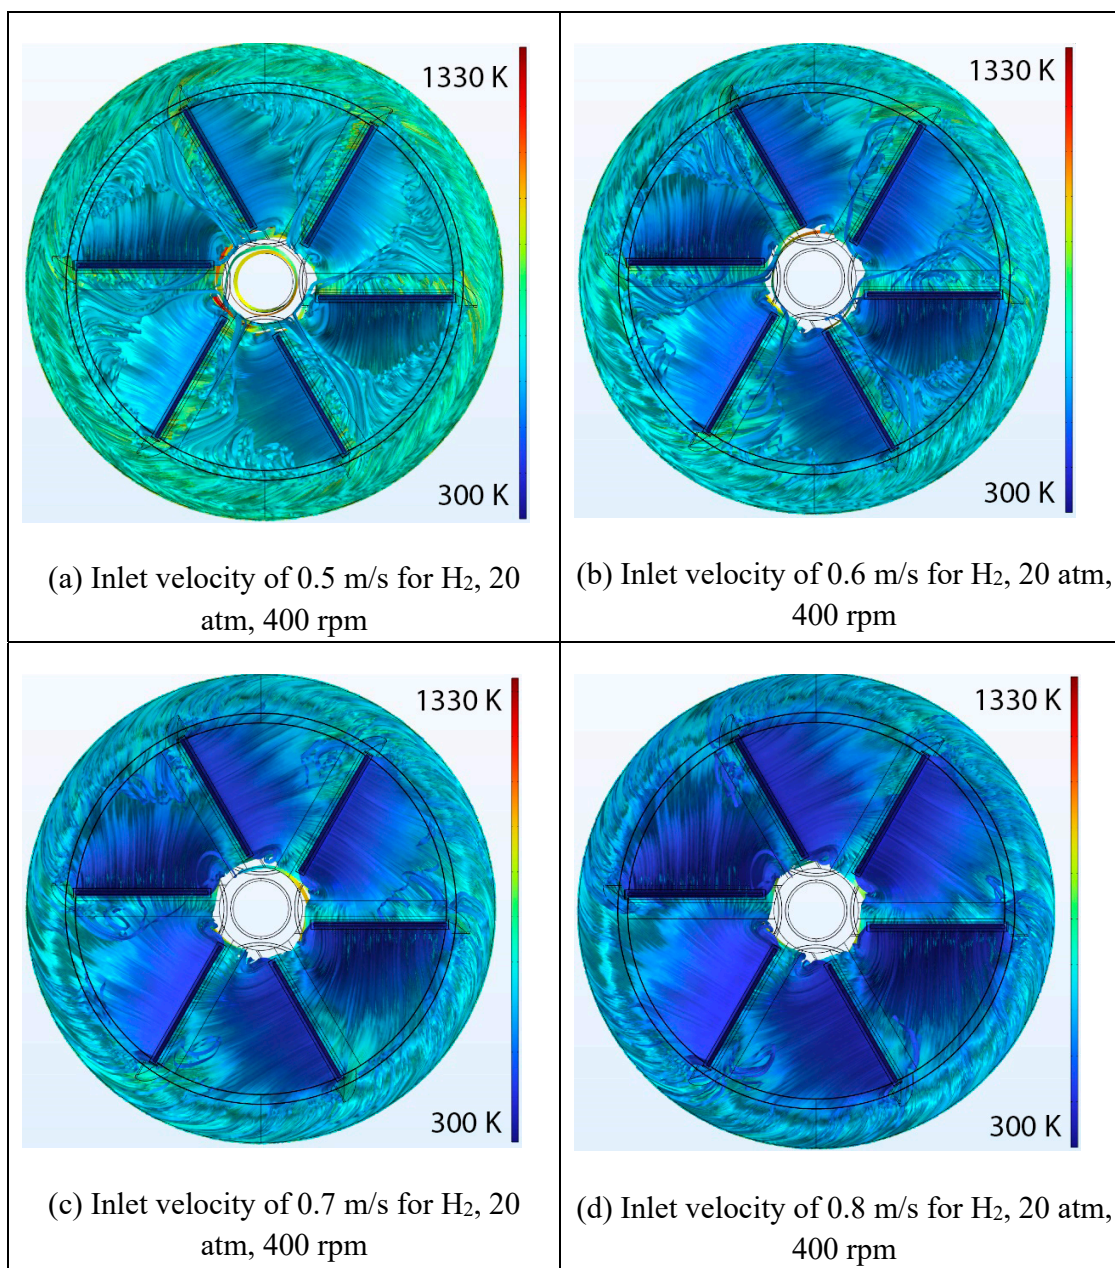 1330 K
300 K
(a) Inlet velocity of 0.5 m/s for H₂, 20
atm, 400 rpm
1330 K
300 K
(b) Inlet velocity of 0.6 m/s for H₂, 20 atm,
400 rpm
1330 K
300 K
(c) Inlet velocity of 0.7 m/s for H₂, 20
atm, 400 rpm
1330 K
300 K
(d) Inlet velocity of 0.8 m/s for H₂, 20 atm,
400 rpm